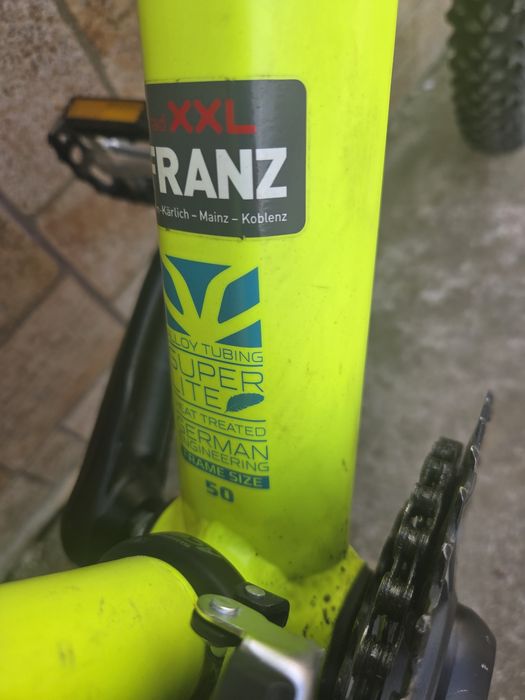 XXL
FRANZ
-Kärlich – Mainz – Koblenz
ALLOY TUBING
SUPER
LITE
HEAT TREATED
GERMAN
ENGINEERING
FRAME SIZE
50